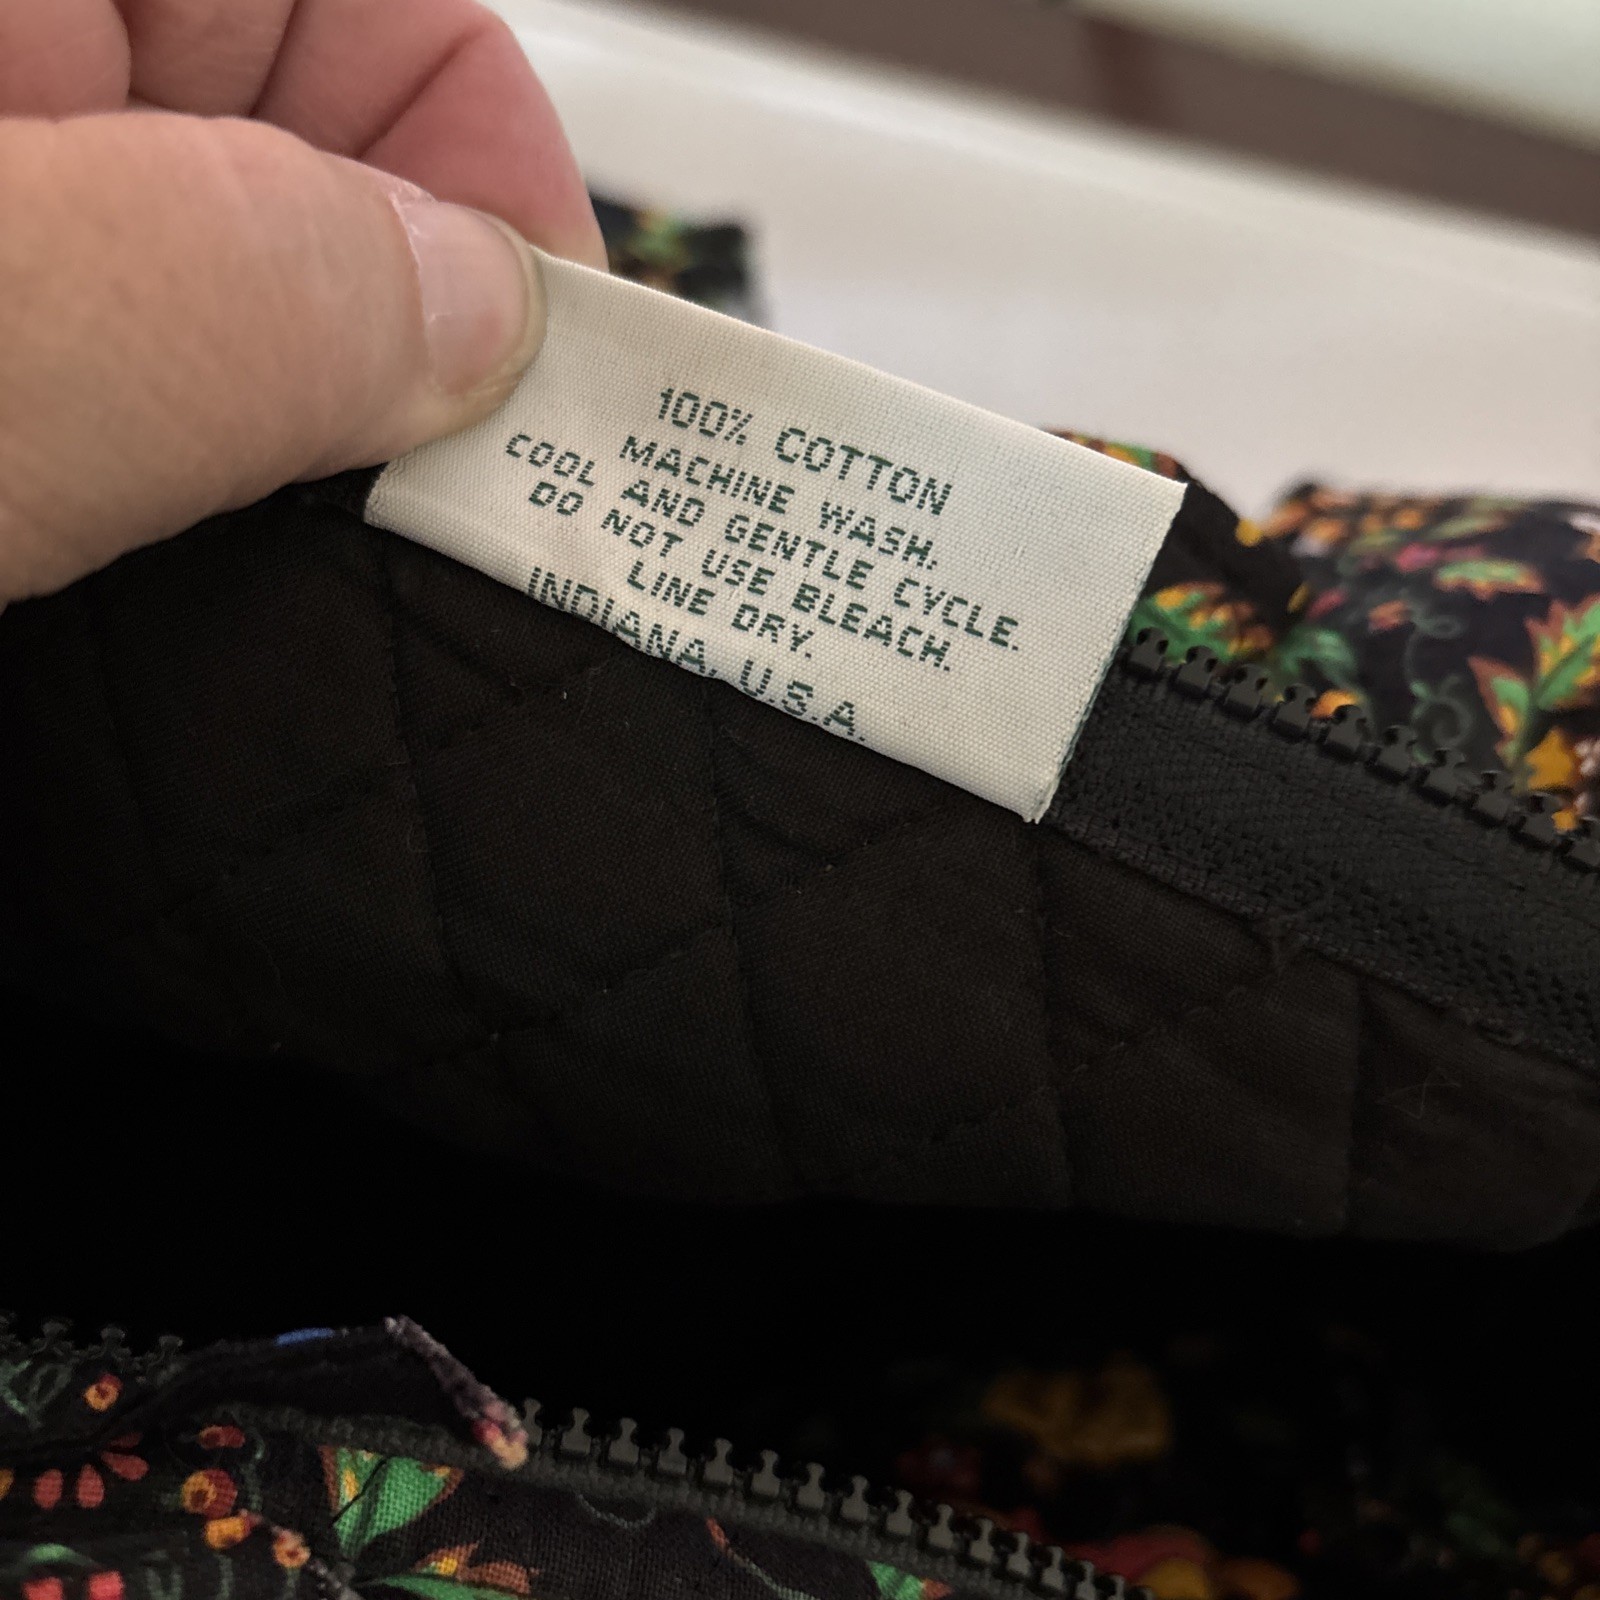 100% COTTON
MACHINE WASH.
COOL AND GENTLE CYCLE.
DO NOT USE BLEACH.
LINE DRY.
INDIANA, U.S.A.